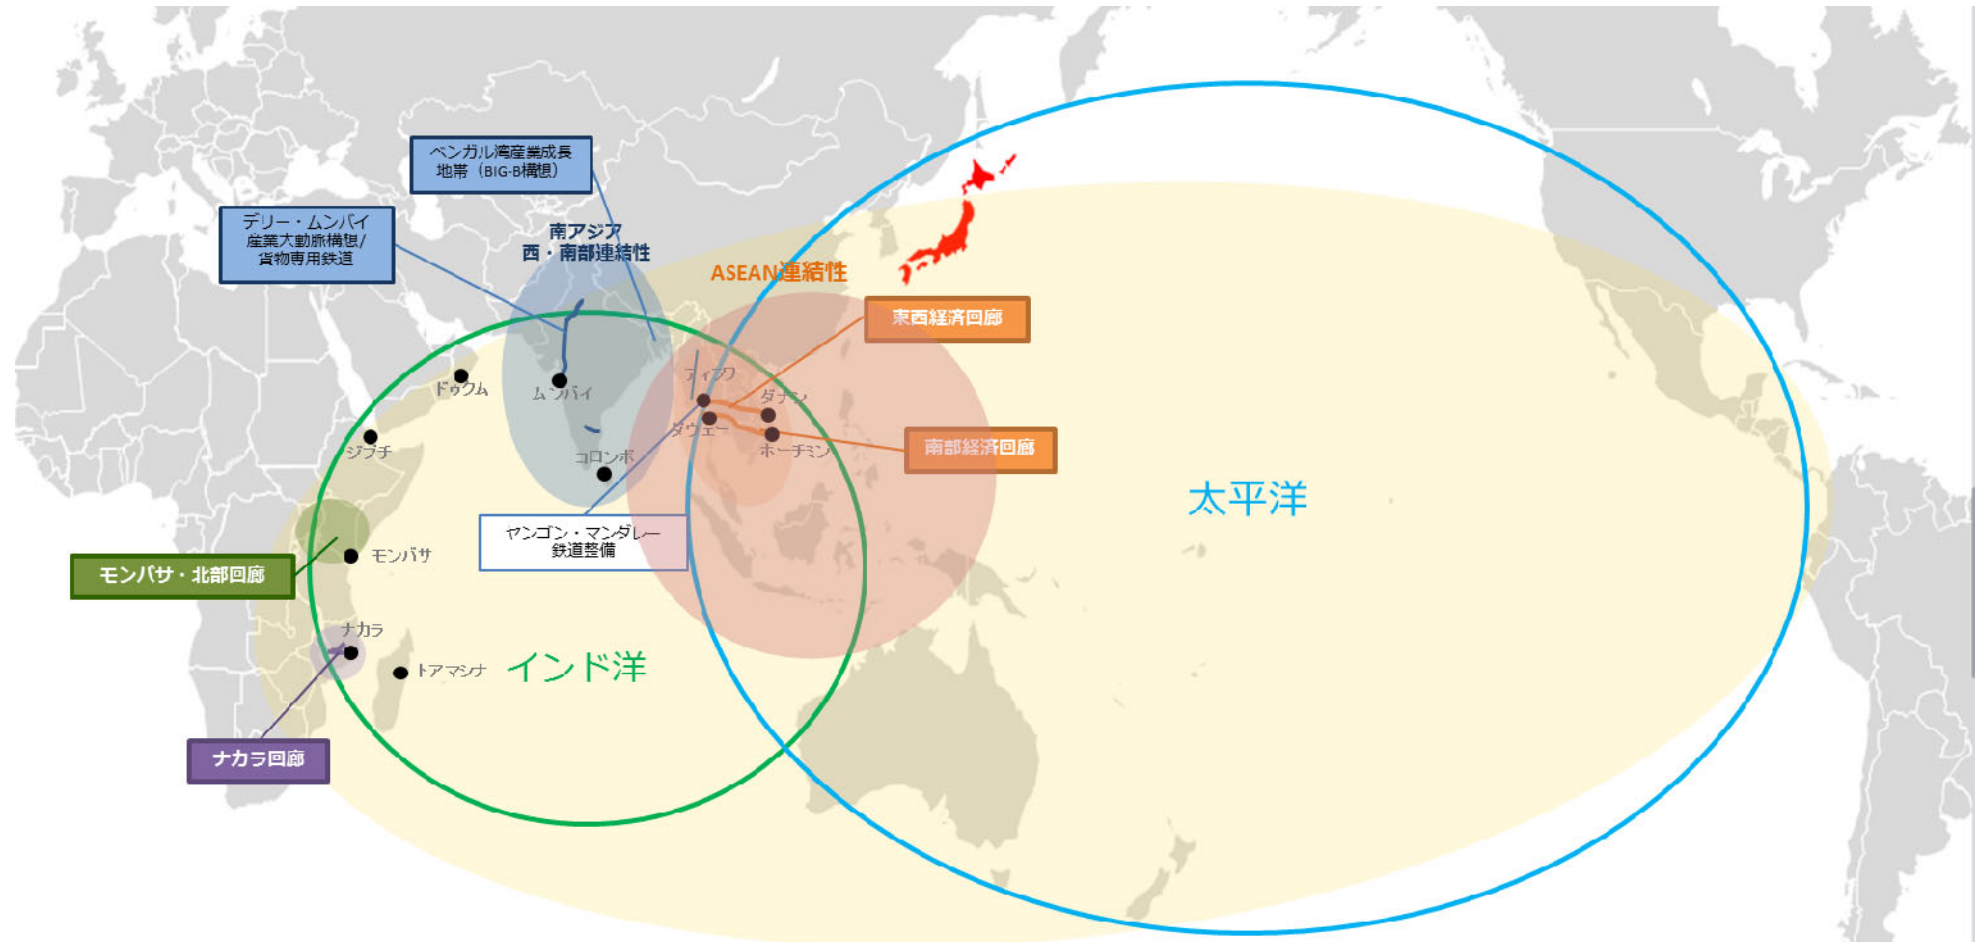 ベンガル湾産業成長
地帯（BIG-B構想）
デリー・ムンバイ
産業大動脈構想/
貨物専用鉄道
南アジア
西・南部連結性
ASEAN連結性
東西経済回廊
ティラワ
ドゥクム
ムンバイ
ダナン
ダウェー
ジブチ
ホーチミン
南部経済回廊
コロンボ
太平洋
ヤンゴン・マンダレー
鉄道整備
モンバサ
モンバサ・北部回廊
ナカラ
インド洋
トアマシナ
ナカラ回廊